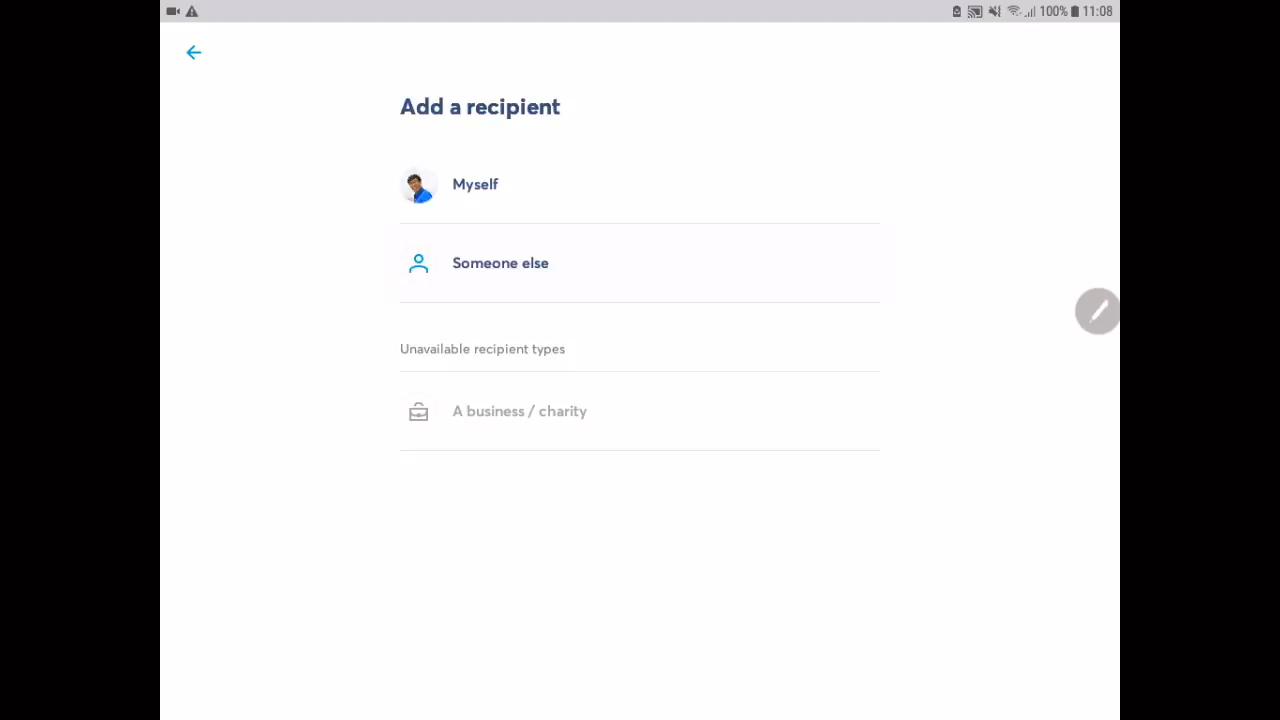 100% 11:08
Add a recipient
Myself
Someone else
Unavailable recipient types
A business / charity